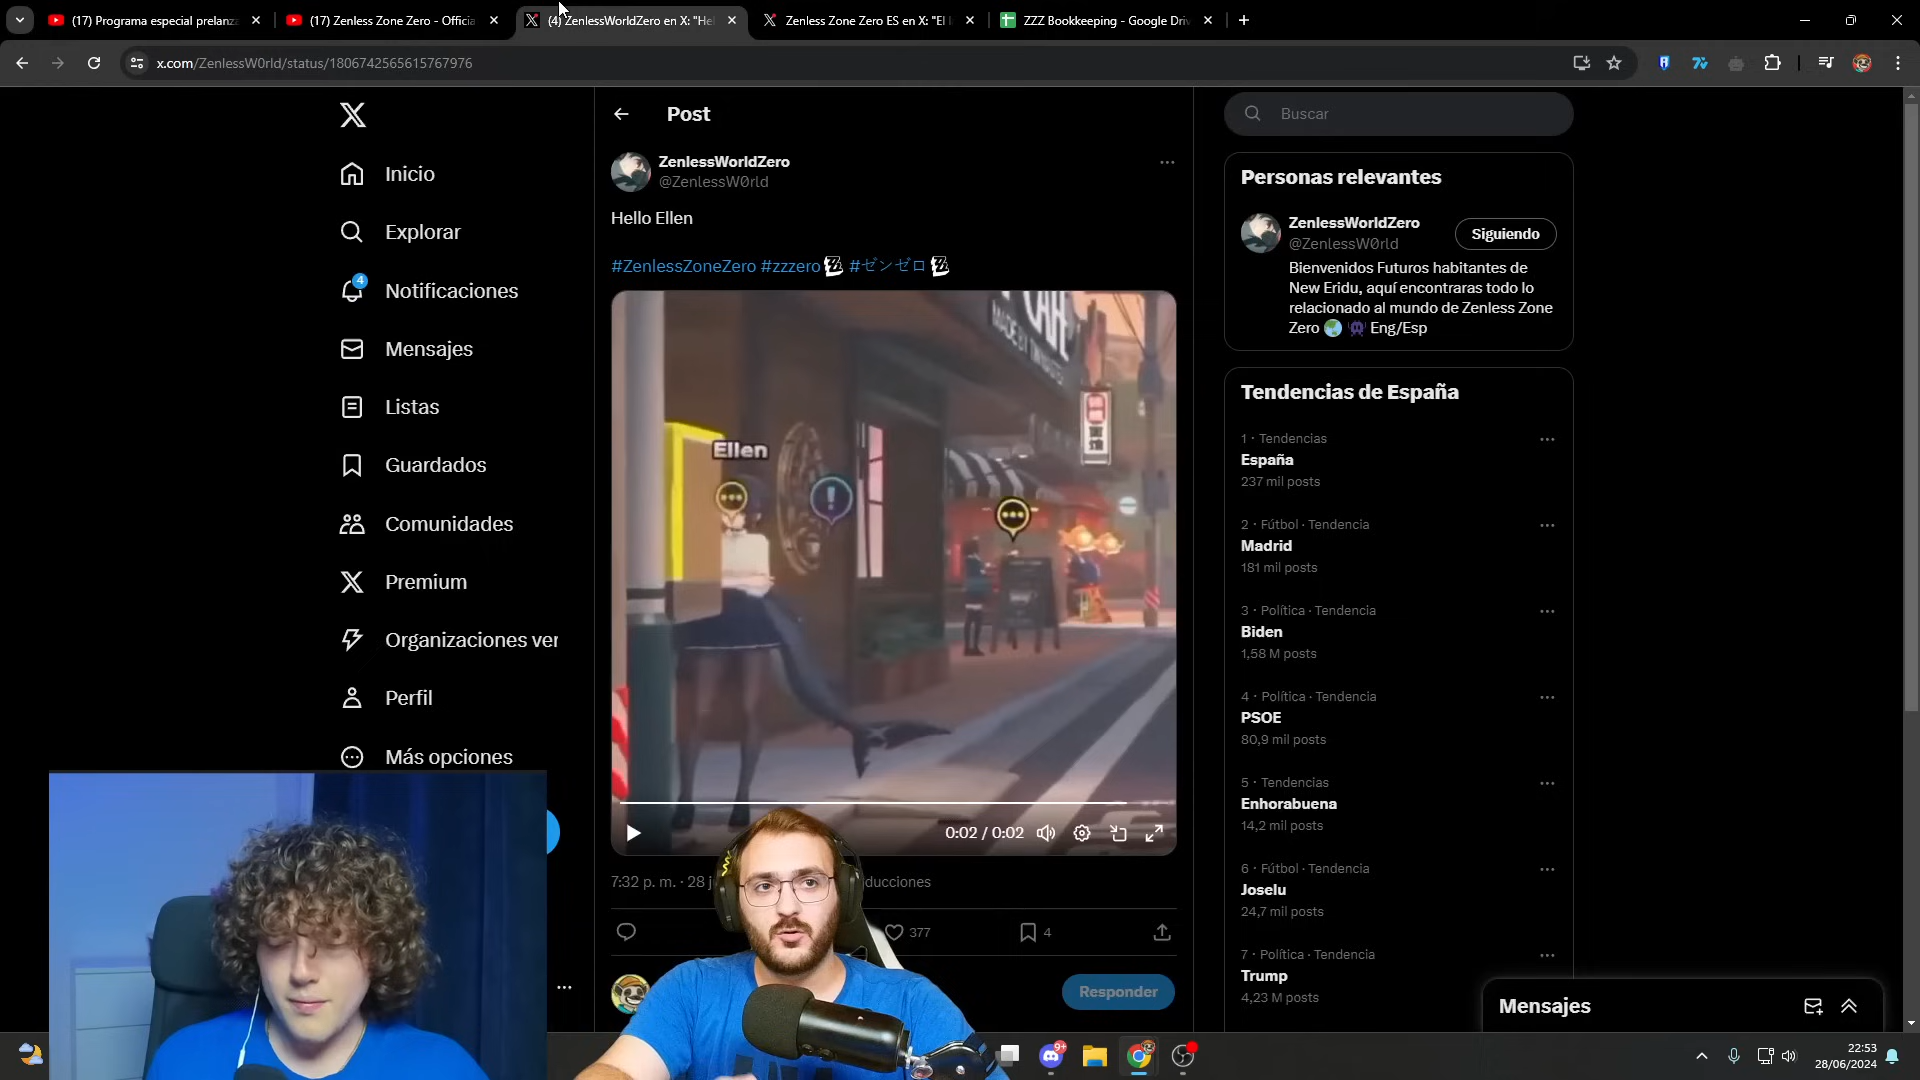 (17) Programa especial prelanza
(17) Zenless Zone Zero - Officia
(4) ZenlessWorldZero en X: "Hel
Zenless Zone Zero ES en X: "El l
ZZZ Bookkeeping - Google Driv
x.com/ZenlessW0rld/status/1806742565615767976
Inicio
Explorar
4
Notificaciones
Mensajes
Listas
Guardados
Comunidades
Premium
Organizaciones ver
Perfil
Más opciones
Post
ZenlessWorldZero
@ZenlessW0rld
Hello Ellen
#ZenlessZoneZero #zzzero #ゼンゼロ
Ellen
CAFE
0:02 / 0:02
7:32 p. m. · 28 j
ducciones
377
4
Responder
Buscar
Personas relevantes
ZenlessWorldZero
@ZenlessW0rld
Siguiendo
Bienvenidos Futuros habitantes de
New Eridu, aquí encontraras todo lo
relacionado al mundo de Zenless Zone
Zero Eng/Esp
Tendencias de España
1 · Tendencias
España
237 mil posts
2 · Fútbol · Tendencia
Madrid
181 mil posts
3 · Política · Tendencia
Biden
1,58 M posts
4 · Política · Tendencia
PSOE
80,9 mil posts
5 · Tendencias
Enhorabuena
14,2 mil posts
6 · Fútbol · Tendencia
Joselu
24,7 mil posts
7 · Política · Tendencia
Trump
4,23 M posts
Mensajes
9+
22:53
28/06/2024